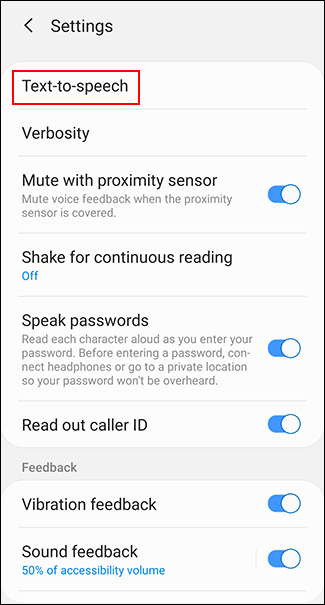 Settings
Text-to-speech
Verbosity
Mute with proximity sensor
Mute voice feedback when the proximity
sensor is covered.
Shake for continuous reading
Off
Speak passwords
Read each character aloud as you enter your
password. Before entering a password, con-
nect headphones or go to a private location
so your password won't be overheard.
Read out caller ID
Feedback
Vibration feedback
Sound feedback
50% of accessibility volume